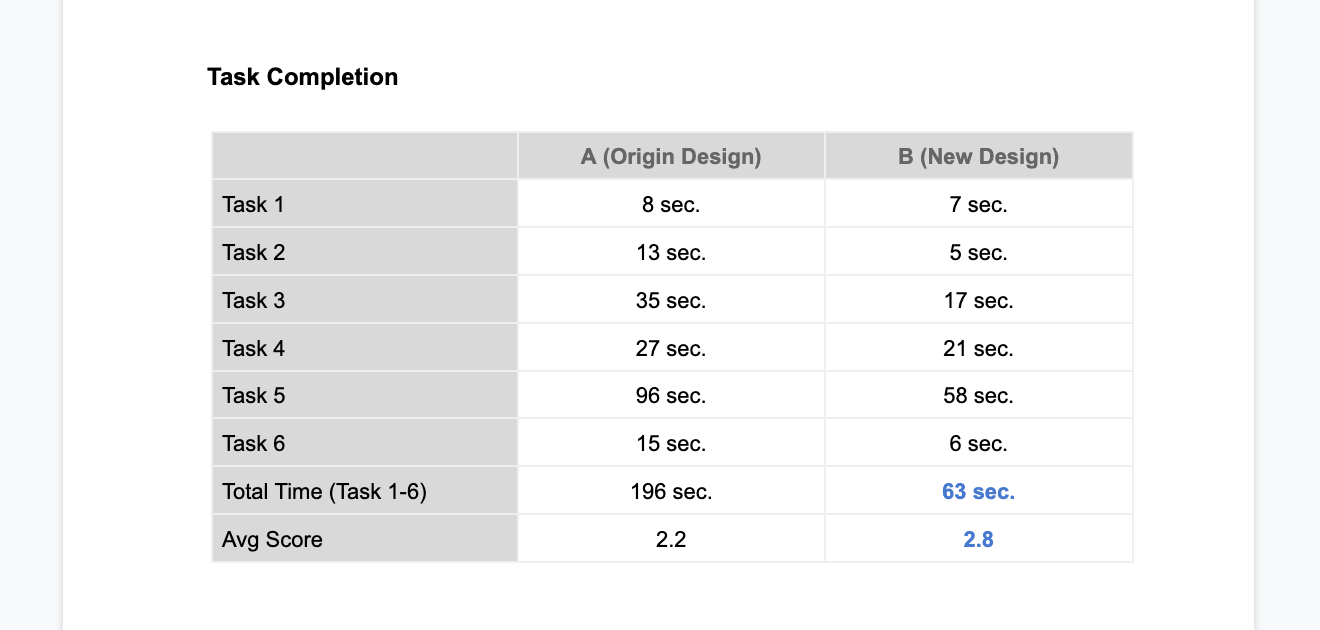 Task Completion
A (Origin Design) B (New Design)
Task 1 8 sec. 7 sec.
Task 2 13 sec. 5 sec.
Task 3 35 sec. 17 sec.
Task 4 27 sec. 21 sec.
Task 5 96 sec. 58 sec.
Task 6 15 sec. 6 sec.
Total Time (Task 1-6) 196 sec. 63 sec.
Avg Score 2.2 2.8